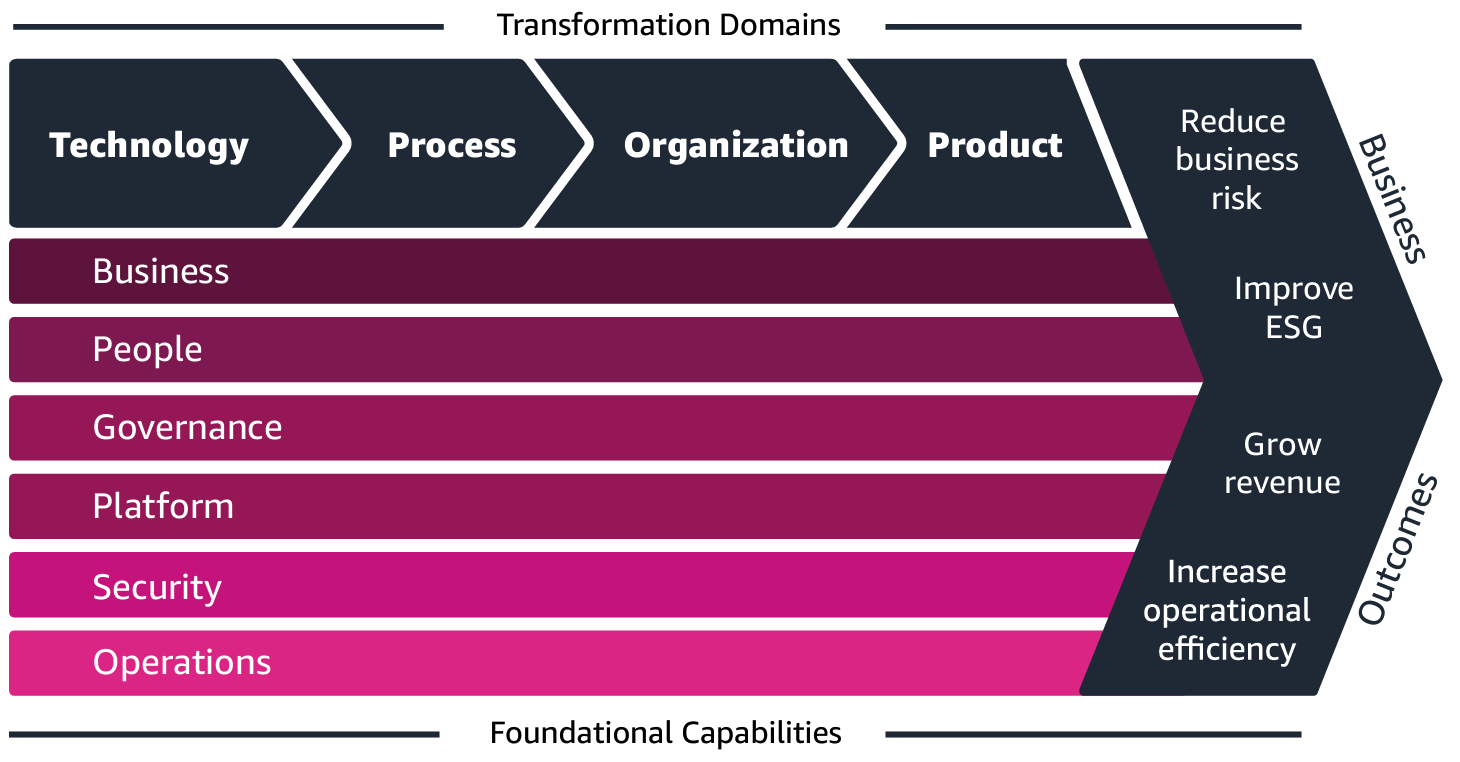 Transformation Domains
Technology
Process
Organization
Product
Reduce
business
risk
Improve
ESG
Grow
revenue
Increase
operational
efficiency
Business
Outcomes
Business
People
Governance
Platform
Security
Operations
Foundational Capabilities